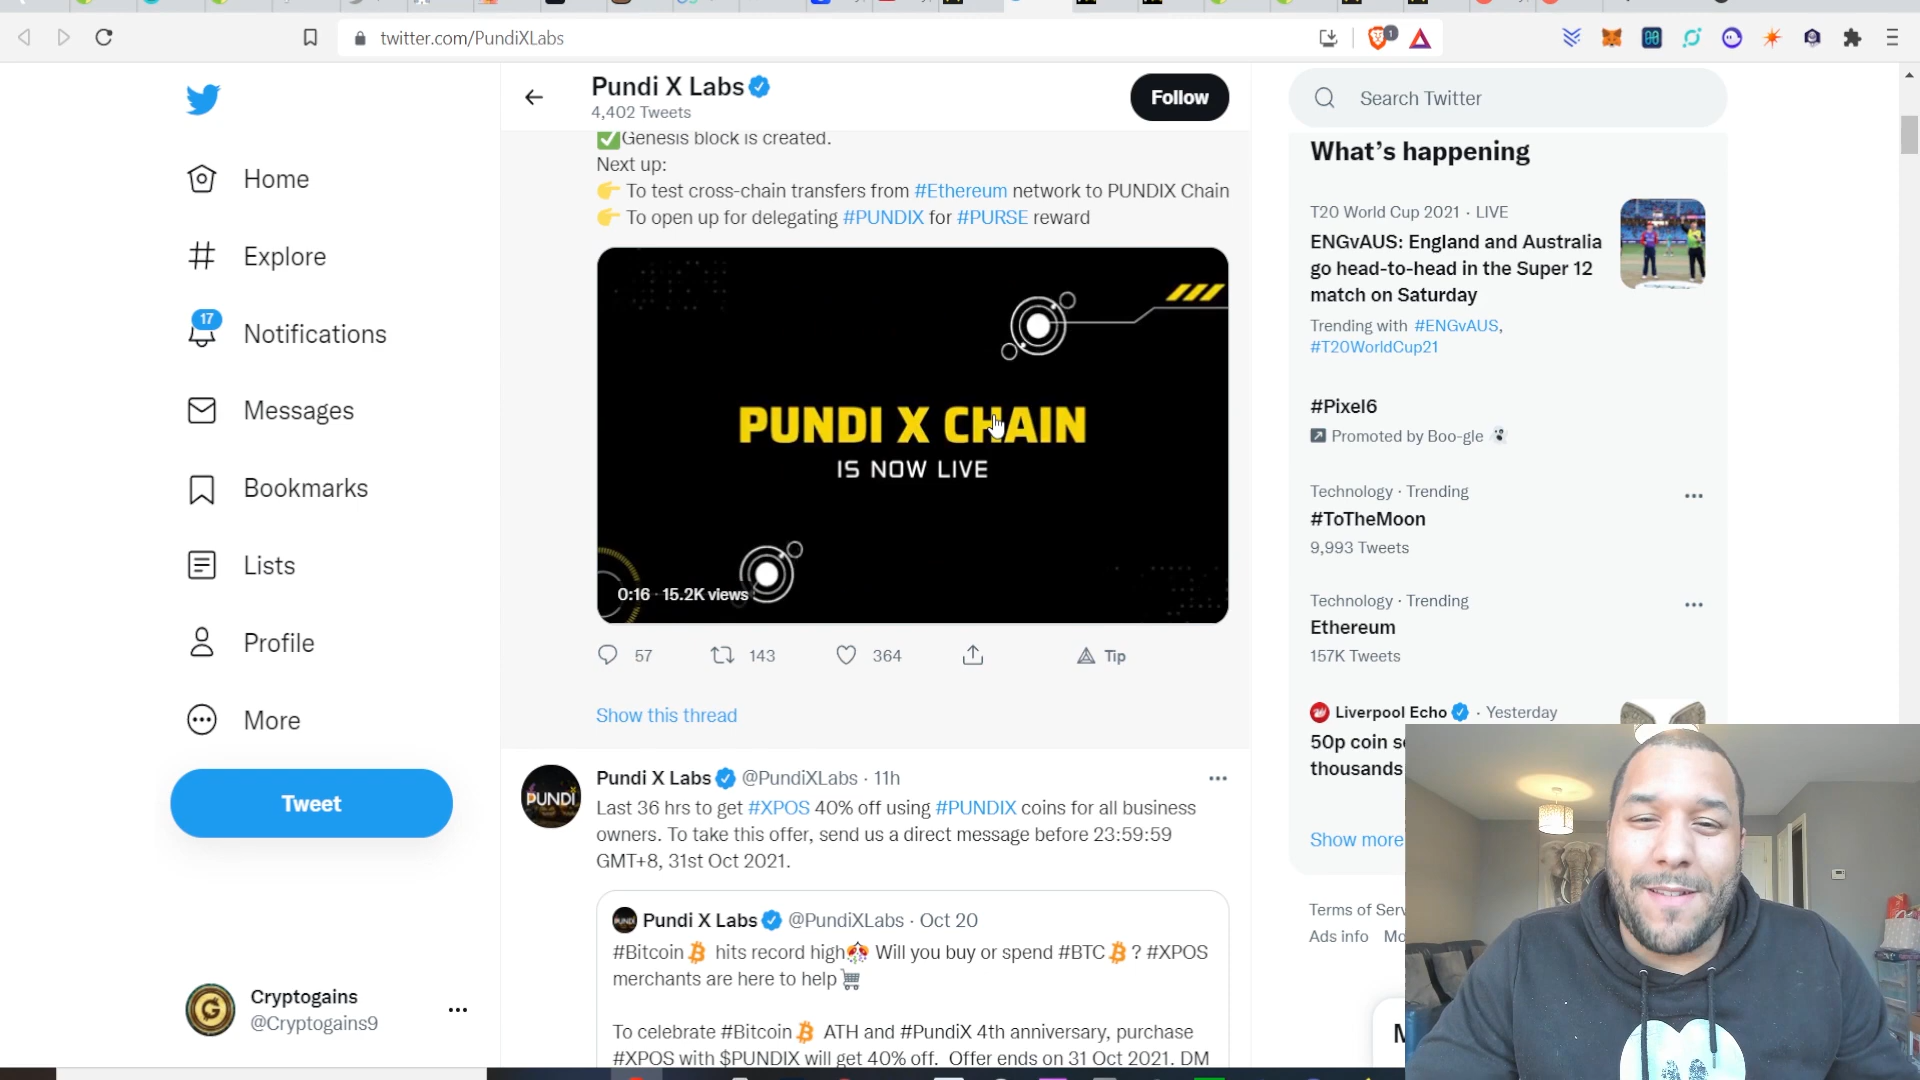 twitter.com/PundiXLabs
1
Pundi X Labs
4,402 Tweets
Follow
Search Twitter
Home
Explore
17
Notifications
Messages
Bookmarks
Lists
Profile
More
Tweet
Cryptogains
@Cryptogains9
Genesis block is created.
Next up:
To test cross-chain transfers from #Ethereum network to PUNDIX Chain
To open up for delegating #PUNDIX for #PURSE reward
PUNDI X CHAIN
IS NOW LIVE
0:16 · 15.2K views
57
143
364
Tip
Show this thread
PUNDI
Pundi X Labs @PundiXLabs · 11h
Last 36 hrs to get #XPOS 40% off using #PUNDIX coins for all business
owners. To take this offer, send us a direct message before 23:59:59
GMT+8, 31st Oct 2021.
Pundi X Labs @PundiXLabs · Oct 20
#Bitcoin hits record high Will you buy or spend #BTC ? #XPOS
merchants are here to help
To celebrate #Bitcoin ATH and #PundiX 4th anniversary, purchase
#XPOS with $PUNDIX will get 40% off. Offer ends on 31 Oct 2021. DM
What's happening
T20 World Cup 2021 · LIVE
ENGvAUS: England and Australia
go head-to-head in the Super 12
match on Saturday
Trending with #ENGvAUS,
#T20WorldCup21
#Pixel6
Promoted by Boo-gle
Technology · Trending
#ToTheMoon
9,993 Tweets
Technology · Trending
Ethereum
157K Tweets
Liverpool Echo · Yesterday
50p coin s
thousands
Show more
Terms of Serv
Ads info Mo
M